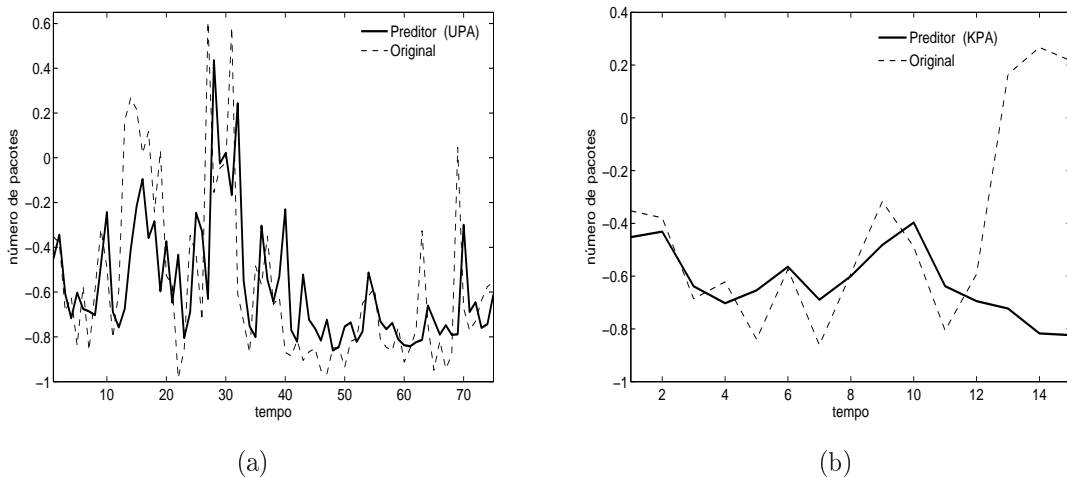 0.6
0.4
0.2
0
−0.2
−0.4
−0.6
−0.8
−1
10 20 30 40 50 60 70
tempo
número de pacotes
Preditor (UPA)
Original
(a)
0.4
0.2
0
−0.2
−0.4
−0.6
−0.8
−1
2 4 6 8 10 12 14
tempo
número de pacotes
Preditor (KPA)
Original
(b)